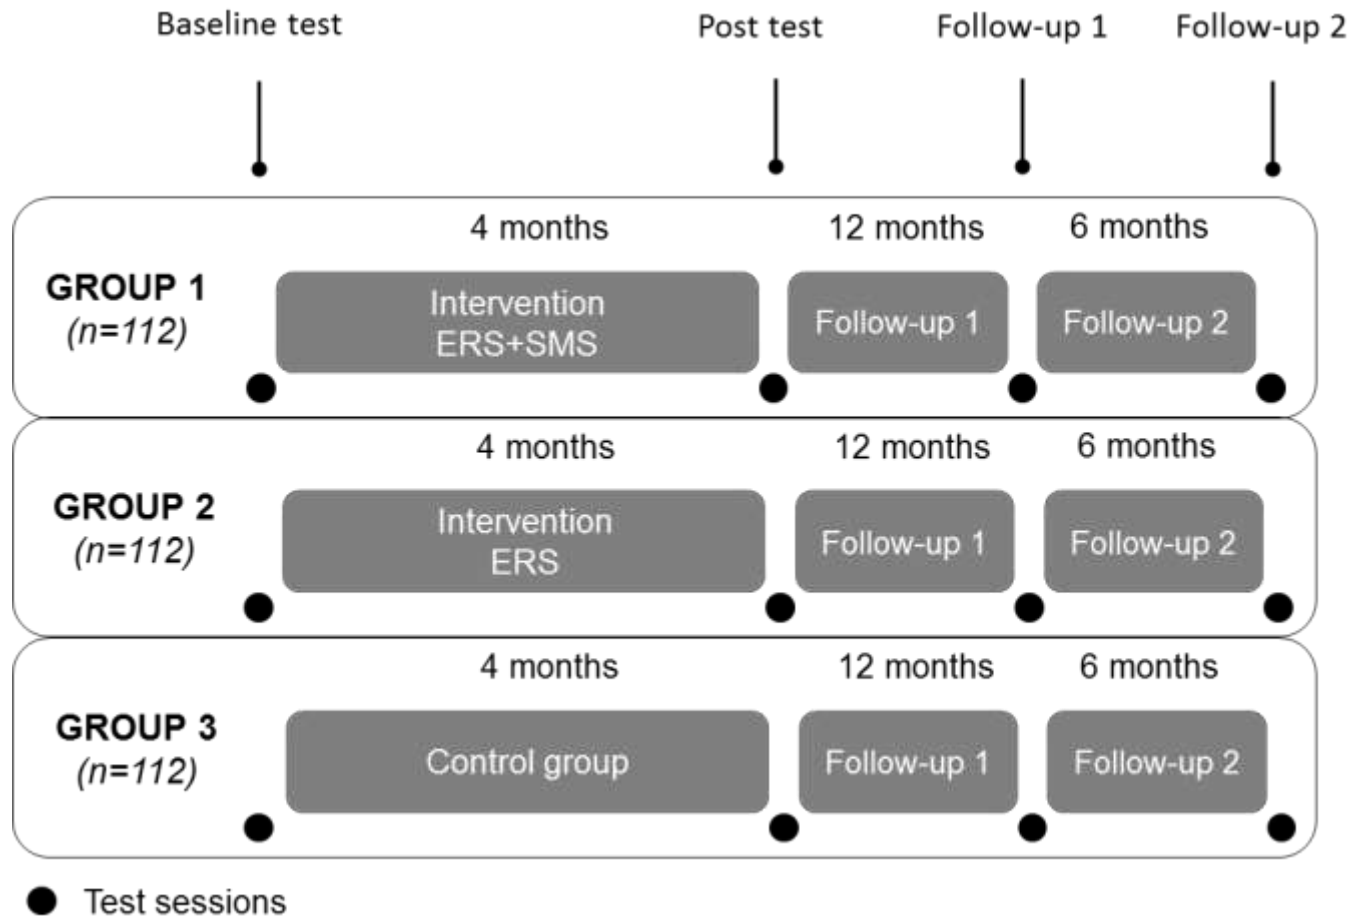 Baseline test Post test Follow-up 1 Follow-up 2
4 months 12 months 6 months
GROUP 1
(n=112)
Intervention
ERS+SMS
Follow-up 1
Follow-up 2
4 months 12 months 6 months
GROUP 2
(n=112)
Intervention
ERS
Follow-up 1
Follow-up 2
4 months 12 months 6 months
GROUP 3
(n=112)
Control group
Follow-up 1
Follow-up 2
Test sessions